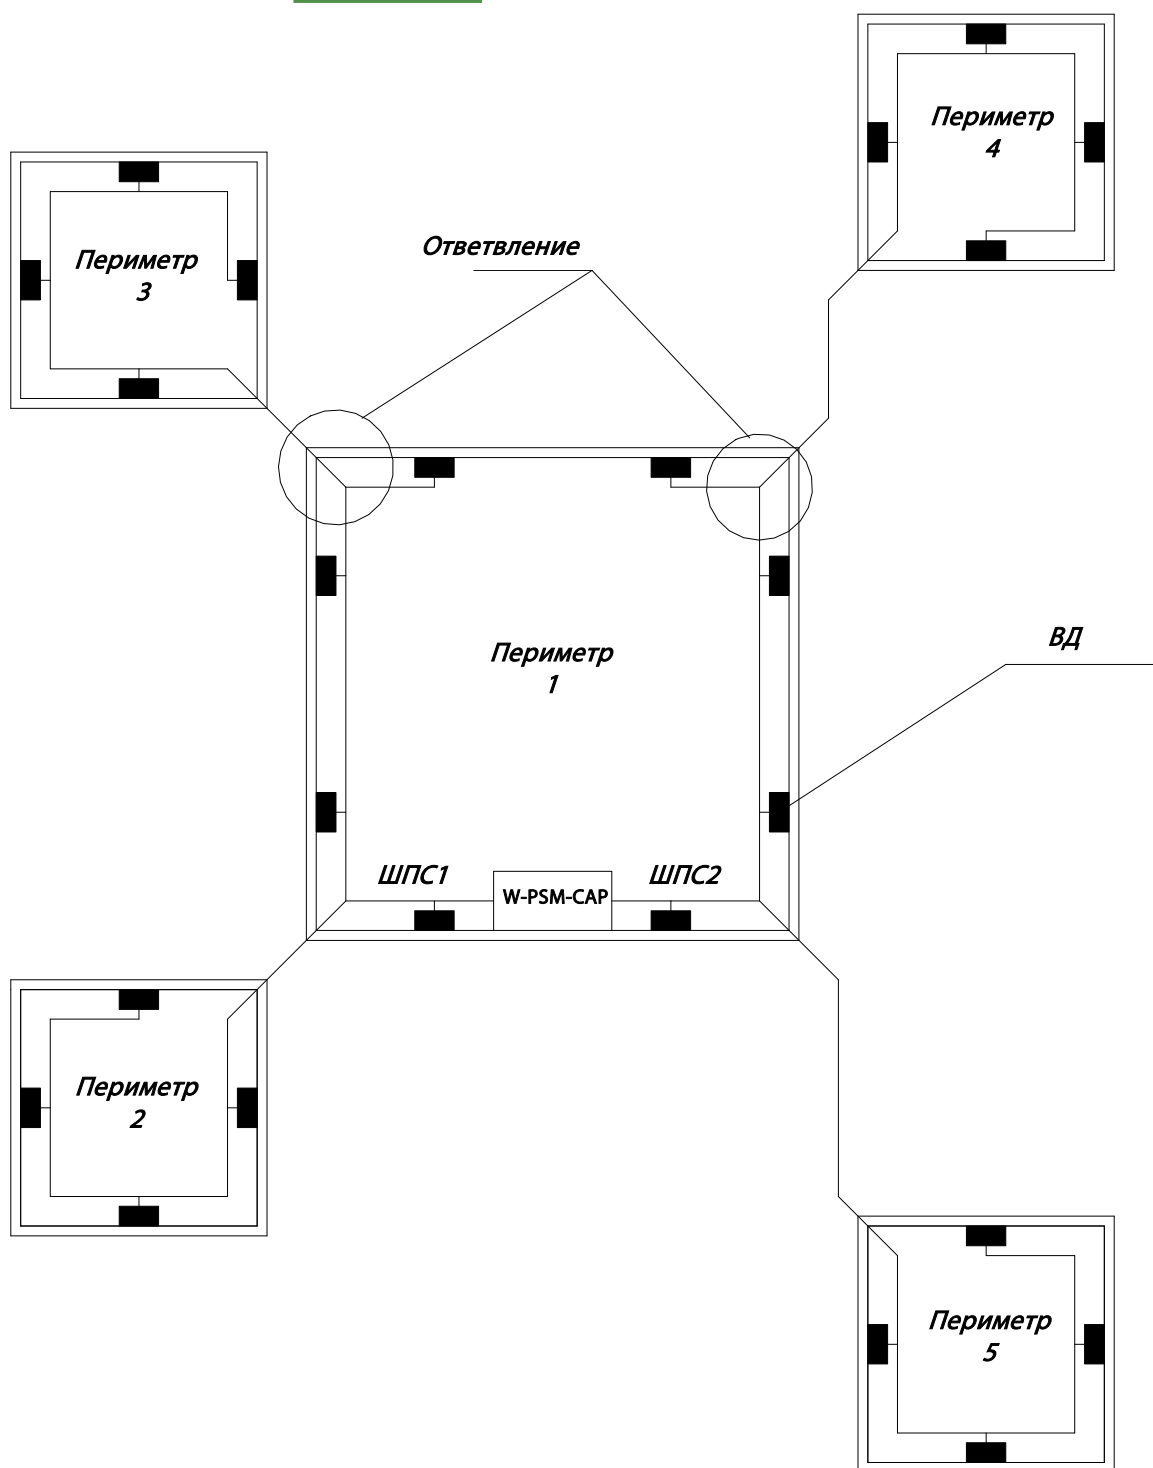 Периметр
4
Ответвление
Периметр
3
ВД
Периметр
1
ШПС1
ШПС2
W-PSM-CAP
Периметр
2
Периметр
5